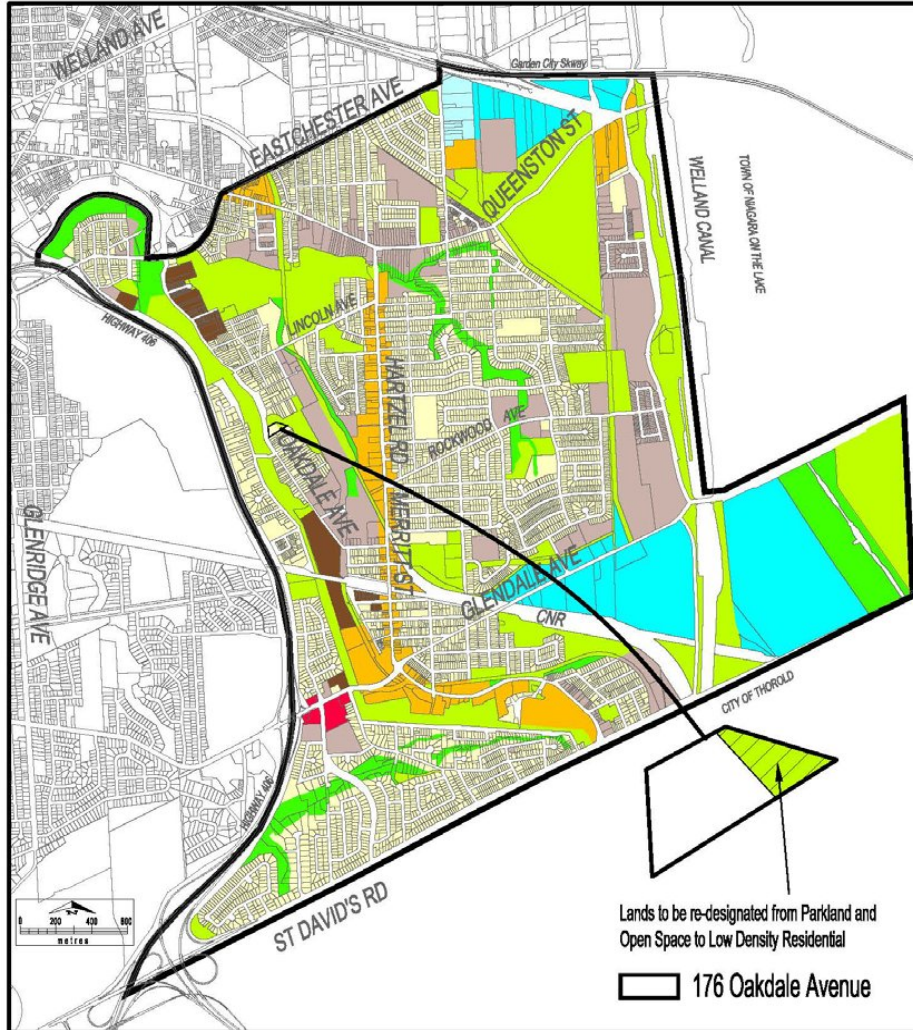 WELLAND AVE
Garden City Skway
EASTCHESTER AVE
QUEENSTON ST
WELLAND CANAL
TOWN OF NIAGARA ON THE LAKE
LINCOLN AVE
HIGHWAY 406
HARTZEL RD
ROCKWOOD AVE
OAKDALE AVE
MERRITT ST
GLENRIDGE AVE
GLENDALE AVE
CNR
CITY OF THOROLD
HIGHWAY 406
ST DAVID'S RD
0 200 400 600
metres
Lands to be re-designated from Parkland and
Open Space to Low Density Residential
176 Oakdale Avenue